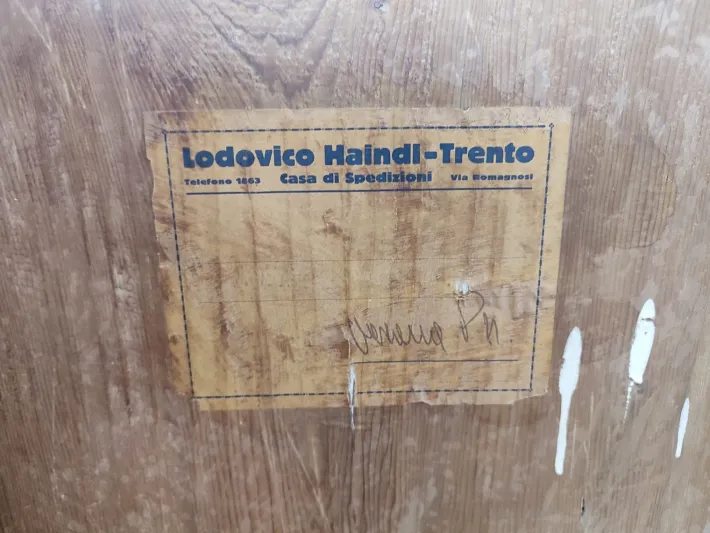 Lodovico Haindl-Trento
Telefono 1863 Casa di Spedizioni Via Romagnosi